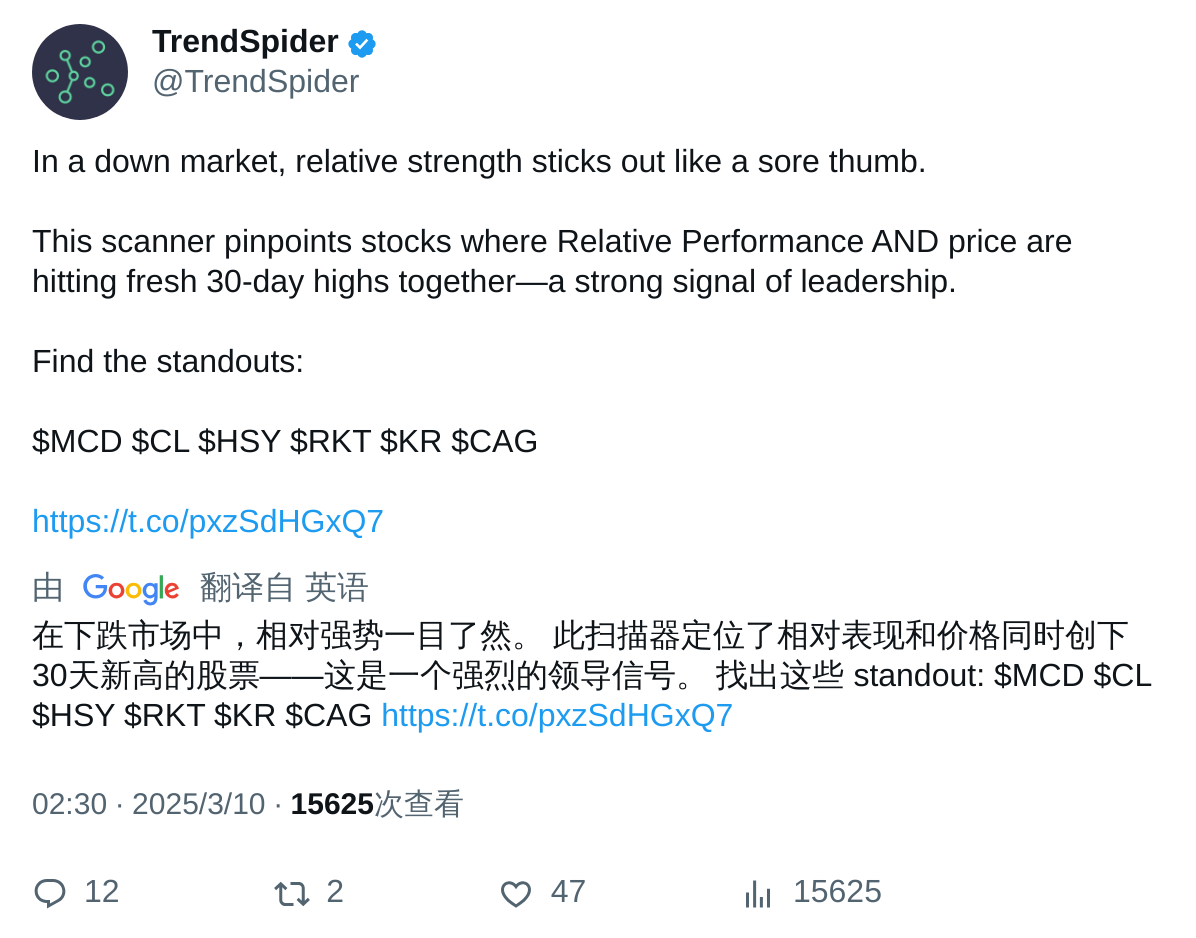 TrendSpider
@TrendSpider
In a down market, relative strength sticks out like a sore thumb.
This scanner pinpoints stocks where Relative Performance AND price are
hitting fresh 30-day highs together—a strong signal of leadership.
Find the standouts:
$MCD $CL $HSY $RKT $KR $CAG
https://t.co/pxzSdHGxQ7
由 Google 翻译自 英语
在下跌市场中，相对强势一目了然。 此扫描器定位了相对表现和价格同时创下
30天新高的股票——这是一个强烈的领导信号。 找出这些 standout: $MCD $CL
$HSY $RKT $KR $CAG https://t.co/pxzSdHGxQ7
02:30 · 2025/3/10 · 15625次查看
12 2 47 15625